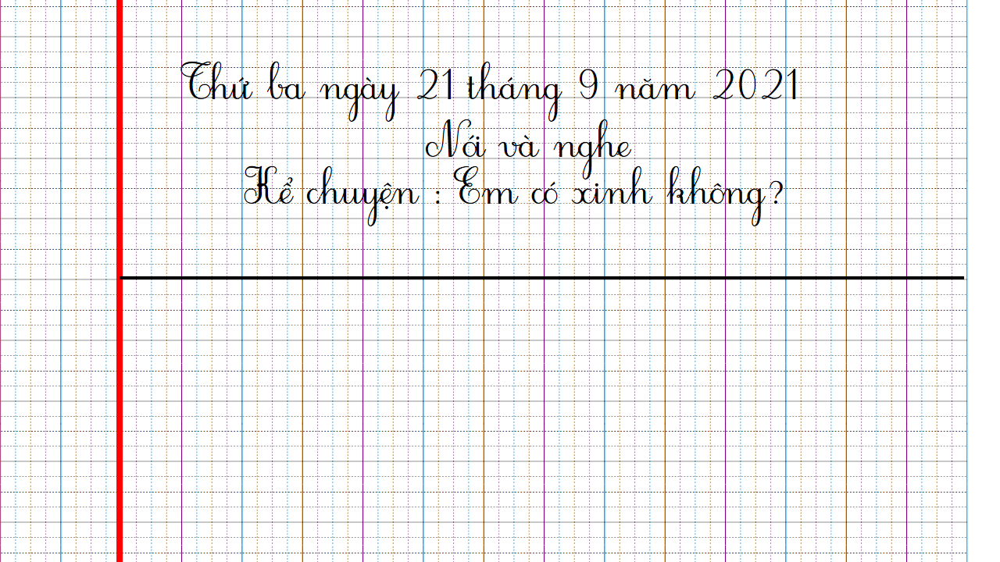 Thứ ba ngày 21 tháng 9 năm 2021
Nói và nghe
Kể chuyện : Em có xinh không?